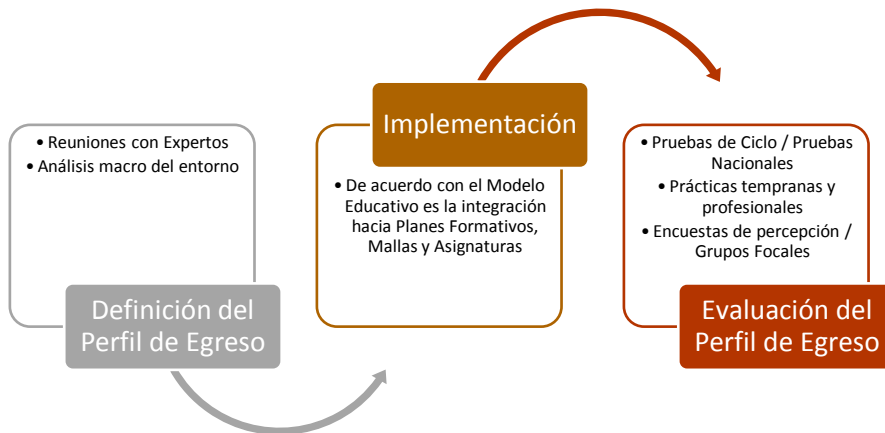 • Reuniones con Expertos
• Análisis macro del entorno
Definición del
Perfil de Egreso
Implementación
• De acuerdo con el Modelo
Educativo es la integración
hacia Planes Formativos,
Mallas y Asignaturas
• Pruebas de Ciclo / Pruebas
Nacionales
• Prácticas tempranas y
profesionales
• Encuestas de percepción /
Grupos Focales
Evaluación del
Perfil de Egreso